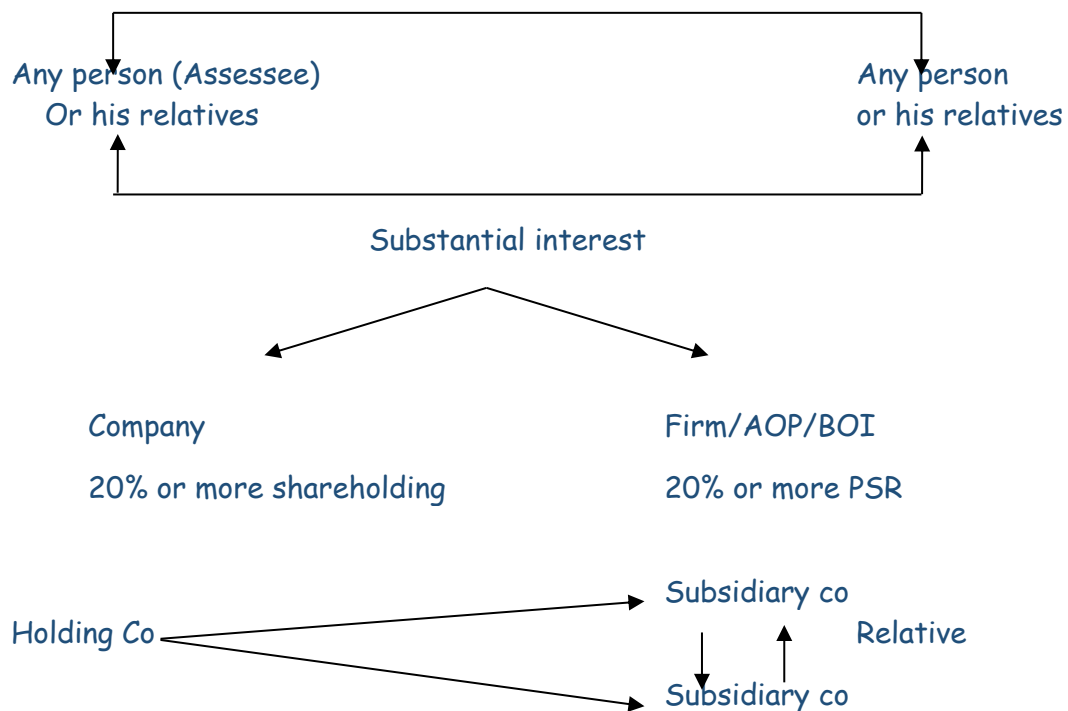 Any person (Assessee) Any person
Or his relatives or his relatives
Substantial interest
Company Firm/AOP/BOI
20% or more shareholding 20% or more PSR
Subsidiary co
Holding Co Relative
Subsidiary co